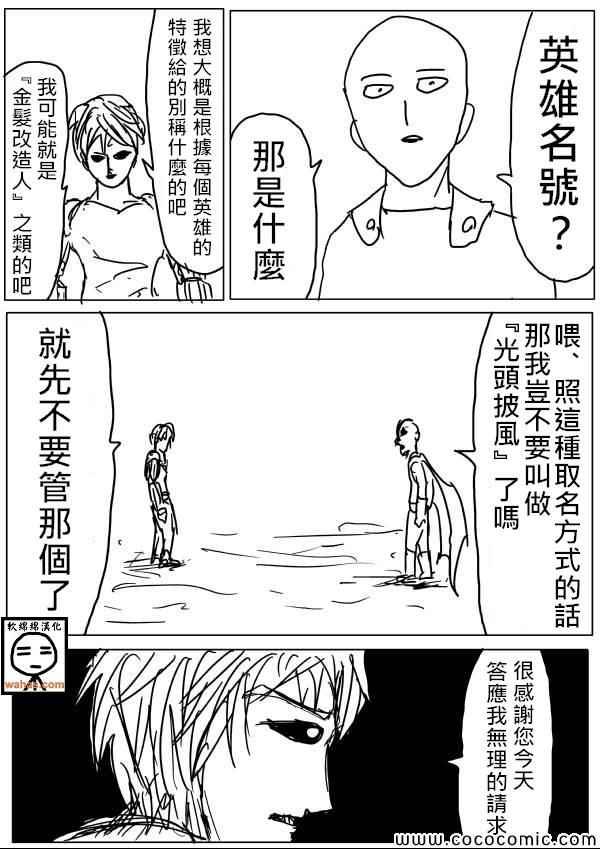 英雄名號？
那是什麼
我想大概是根據每個英雄的
特徵給的別稱什麼的吧
我可能就是
『金髮改造人』之類的吧
喂、照這種取名方式的話
那我豈不要叫做
『光頭披風』了嗎
就先不要管那個了
軟綿綿漢化
很感謝您今天
答應我無理的請求
www.cococomic.com